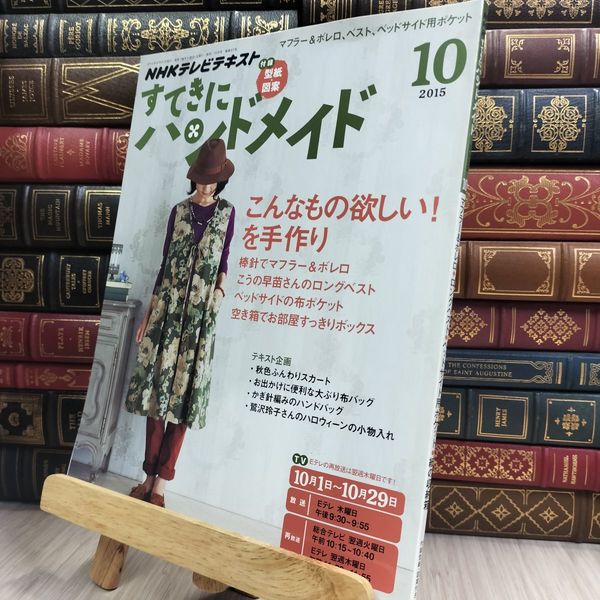 マフラー&ボレロ、ベスト、ベッドサイド用ポケット
NHKテレビテキスト
付録
型紙
図案
10
2015
すてきに
ハンドメイド
こんなもの欲しい!
を手作り
棒針でマフラー&ボレロ
こうの早苗さんのロングベスト
ベッドサイドの布ポケット
空き箱でお部屋すっきりボックス
テキスト企画
・秋色ふんわりスカート
・お出かけに便利な大ぶり布バッグ
・かぎ針編みのハンドバッグ
・鷲沢玲子さんのハロウィーンの小物入れ
TV Eテレの再放送は翌週木曜日です!
10月1日~10月29日
放送
Eテレ 木曜日
午後9:30~9:55
再放送
総合テレビ 翌週火曜日
午前10:15~10:40
Eテレ 翌週木曜日
THE MAGIC MOUNTAIN
THOMAS MANN
PLAYS
HENRIK IBSEN
THE CONFESSIONS
OF SAINT AUGUSTINE
HENRY JAMES
NATHANIEL HAWTHORNE